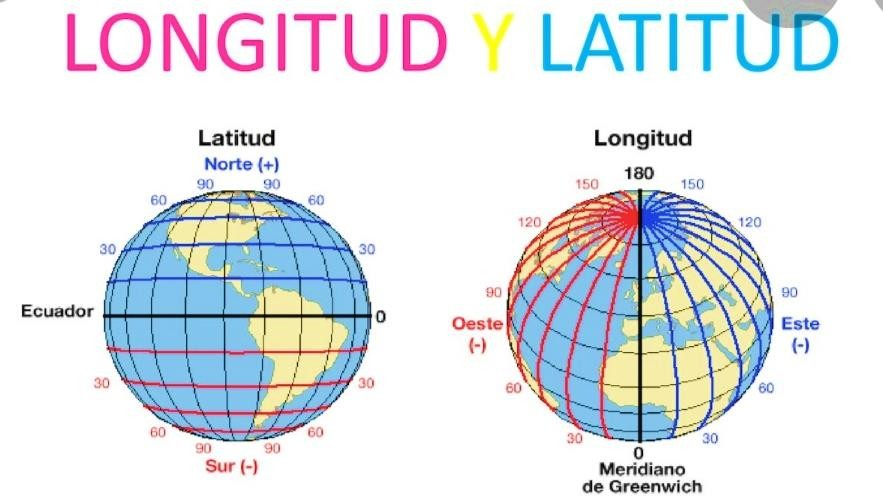 LONGITUD Y LATITUD
Latitud
Norte (+)
90 90
60 60
30 30
Ecuador 0
30 30
60 60
90 90
Sur (-)
Longitud
180
150 150
120 120
90 90
Oeste Este
(-) (-)
60 60
30 30
0
Meridiano
de Greenwich